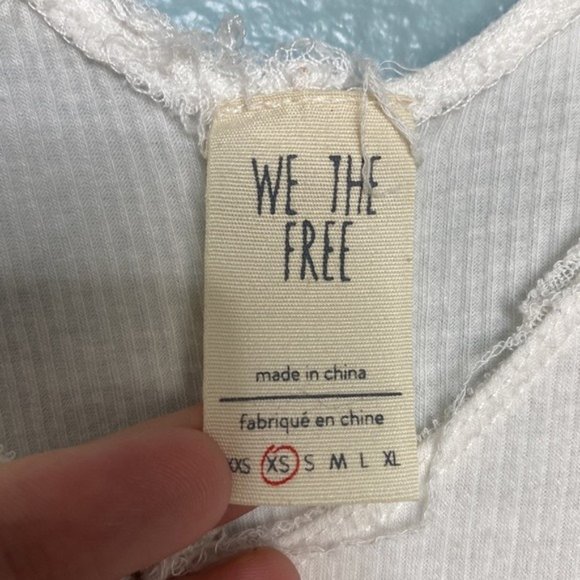 WE THE
FREE
made in china
fabriqué en chine
XXS XS S M L XL